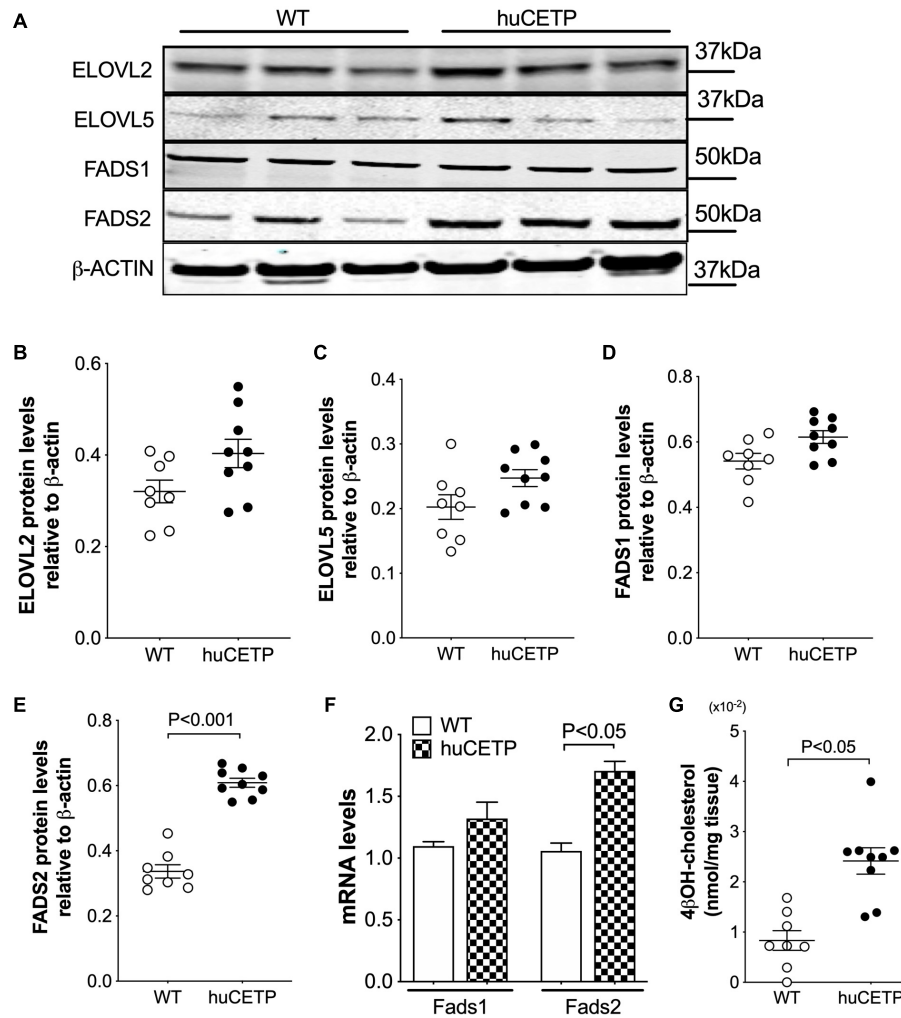 A
WT huCETP
ELOVL2 37kDa
ELOVL5 37kDa
FADS1 50kDa
FADS2 50kDa
β-ACTIN 37kDa
B
ELOVL2 protein levels
relative to β-actin
0.6
0.4
0.2
0.0
WT huCETP
C
ELOVL5 protein levels
relative to β-actin
0.4
0.3
0.2
0.1
0.0
WT huCETP
D
FADS1 protein levels
relative to β-actin
0.8
0.6
0.4
0.2
0.0
WT huCETP
E
FADS2 protein levels
relative to β-actin
0.8
0.6
0.4
0.2
0.0
P<0.001
WT huCETP
F
WT
huCETP
mRNA levels
2.0
1.5
1.0
0.5
0.0
P<0.05
Fads1 Fads2
G
(x10-2)
4βOH-cholesterol
(nmol/mg tissue)
5
4
3
2
1
0
P<0.05
WT huCETP